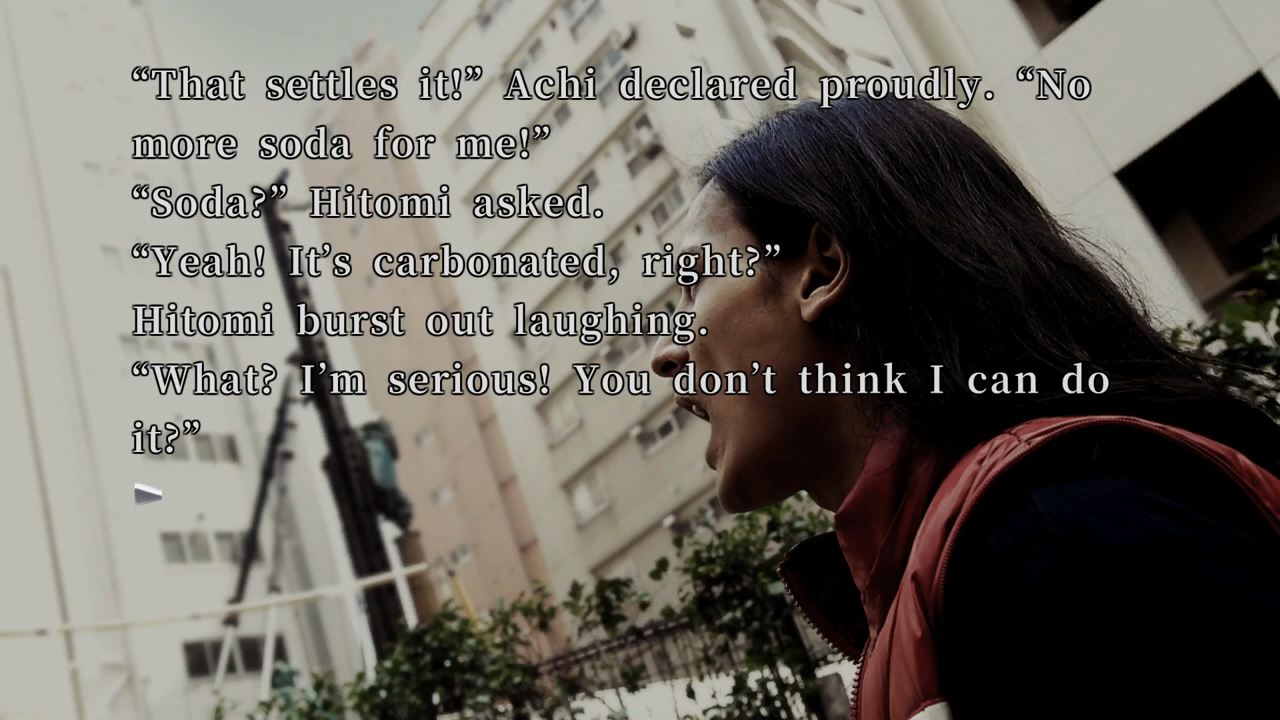 “That settles it!” Achi declared proudly. “No
more soda for me!”
“Soda?” Hitomi asked.
“Yeah! It’s carbonated, right?”
Hitomi burst out laughing.
“What? I’m serious! You don’t think I can do
it?”